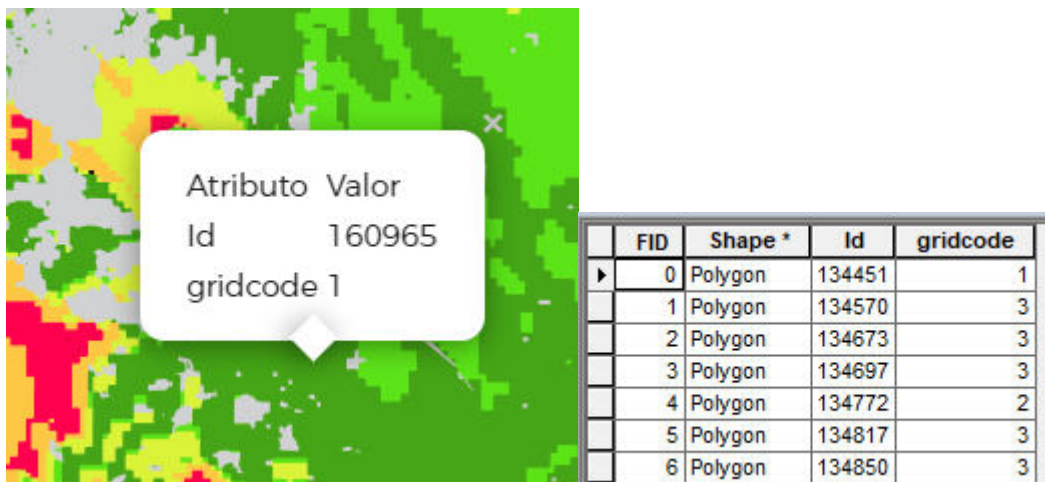 Atributo Valor
Id 160965
gridcode 1
FID Shape * Id gridcode
0 Polygon 134451 1
1 Polygon 134570 3
2 Polygon 134673 3
3 Polygon 134697 3
4 Polygon 134772 2
5 Polygon 134817 3
6 Polygon 134850 3